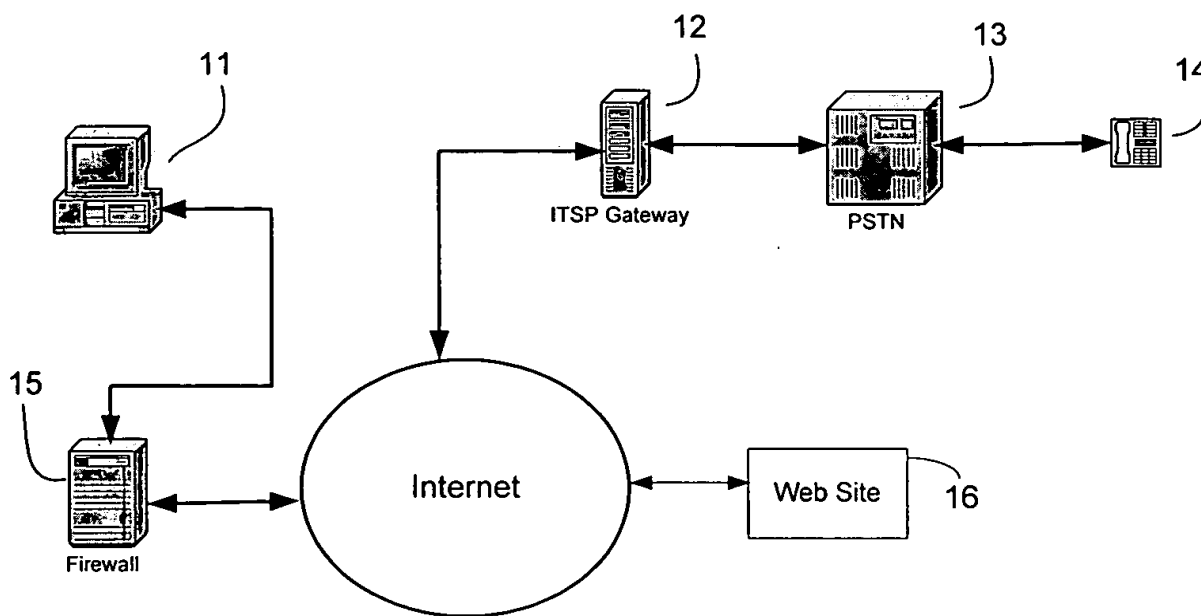 11
12
13
14
ITSP Gateway
PSTN
15
Firewall
Internet
Web Site
16